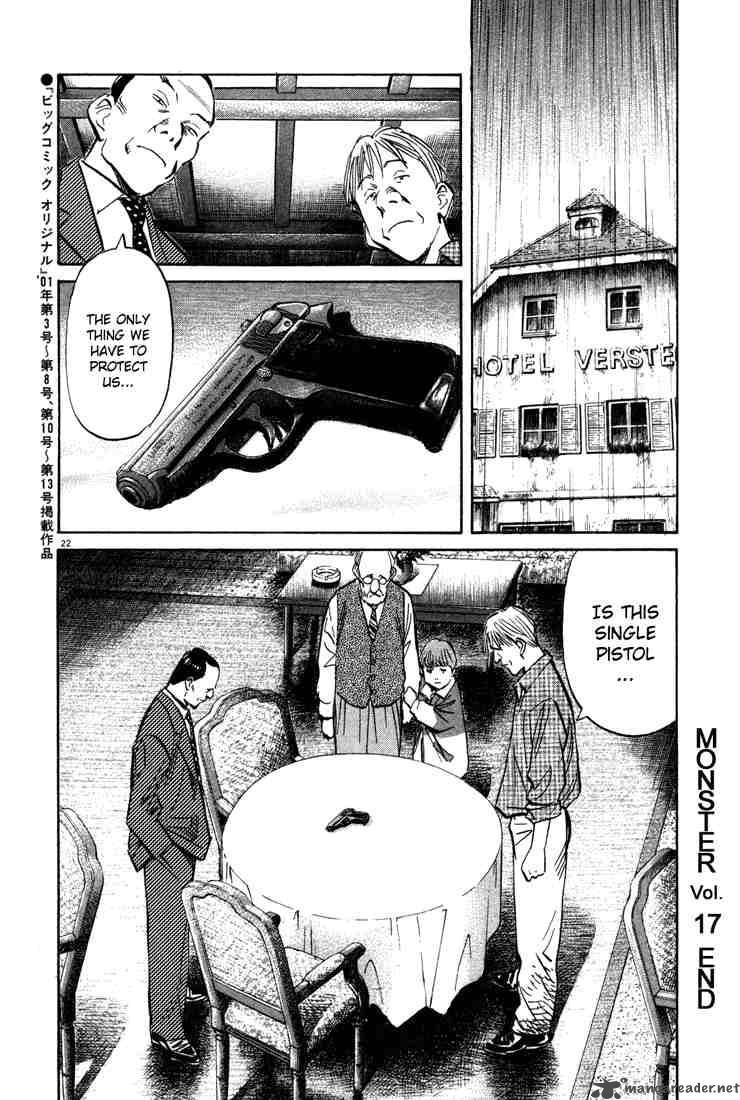 HOTEL VERSTE
THE ONLY
THING WE
HAVE TO
PROTECT
US...
●『ビッグコミック オリジナル』'01年第3号〜第8号、第10号〜第13号掲載作品
22
IS THIS
SINGLE
PISTOL
...
MONSTER Vol. 17 END
mangareader.net